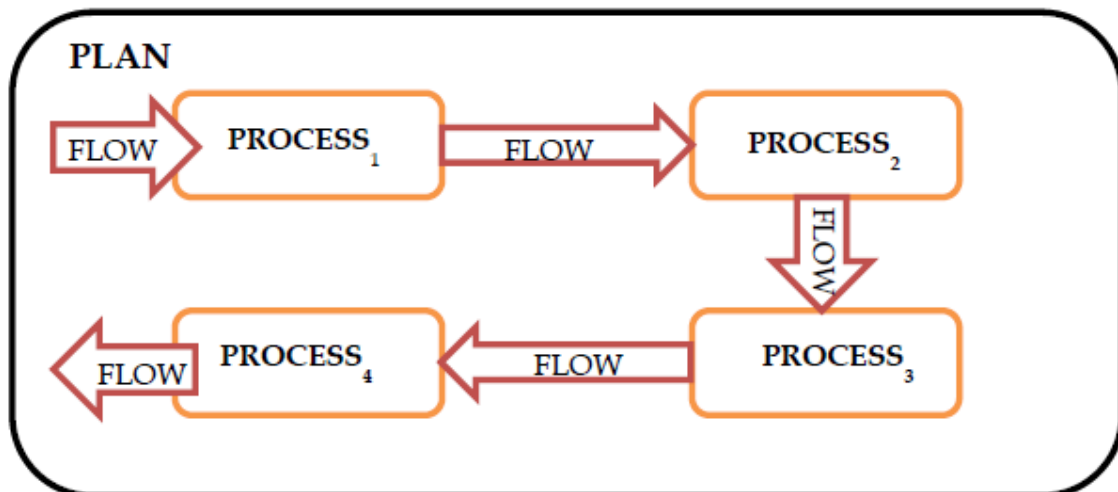 PLAN
FLOW
PROCESS₁
FLOW
PROCESS₂
FLOW
PROCESS₃
FLOW
PROCESS₄
FLOW